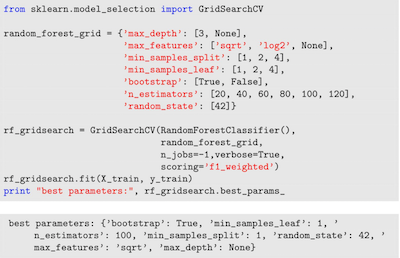 from sklearn.model_selection import GridSearchCV
random_forest_grid = {'max_depth': [3, None],
'max_features': ['sqrt', 'log2', None],
'min_samples_split': [1, 2, 4],
'min_samples_leaf': [1, 2, 4],
'bootstrap': [True, False],
'n_estimators': [20, 40, 60, 80, 100, 120],
'random_state': [42]}
rf_gridsearch = GridSearchCV(RandomForestClassifier(),
random_forest_grid,
n_jobs=-1,verbose=True,
scoring='f1_weighted')
rf_gridsearch.fit(X_train, y_train)
print "best parameters:", rf_gridsearch.best_params_
best parameters: {'bootstrap': True, 'min_samples_leaf': 1, '
n_estimators': 100, 'min_samples_split': 1, 'random_state': 42, '
max_features': 'sqrt', 'max_depth': None}